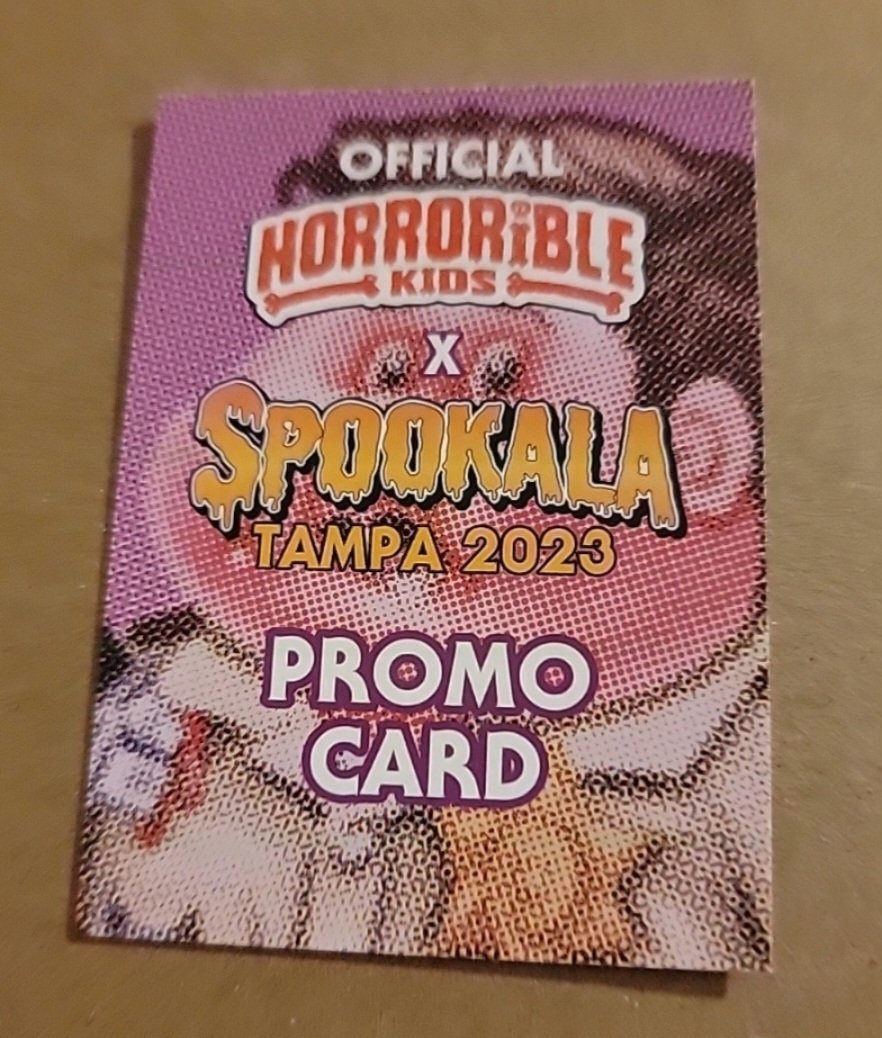 OFFICIAL
HORRORiBLE
KIDS
X
SPOOKALA
TAMPA 2023
PROMO
CARD